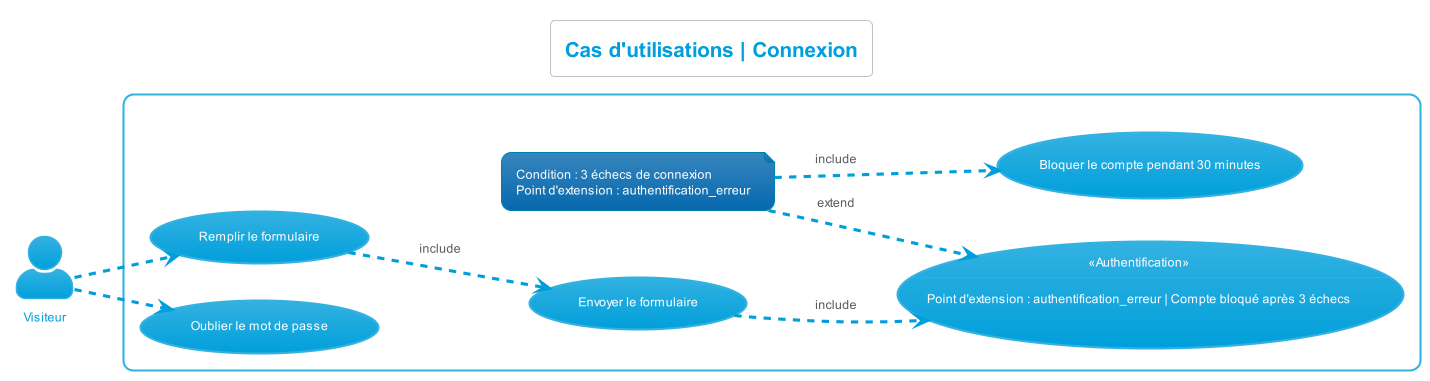 Cas d'utilisations | Connexion
include
Bloquer le compte pendant 30 minutes
Condition : 3 échecs de connexion
Point d'extension : authentification_erreur
extend
Remplir le formulaire
include
«Authentification»
Point d'extension : authentification_erreur | Compte bloqué après 3 échecs
Envoyer le formulaire
include
Visiteur
Oublier le mot de passe